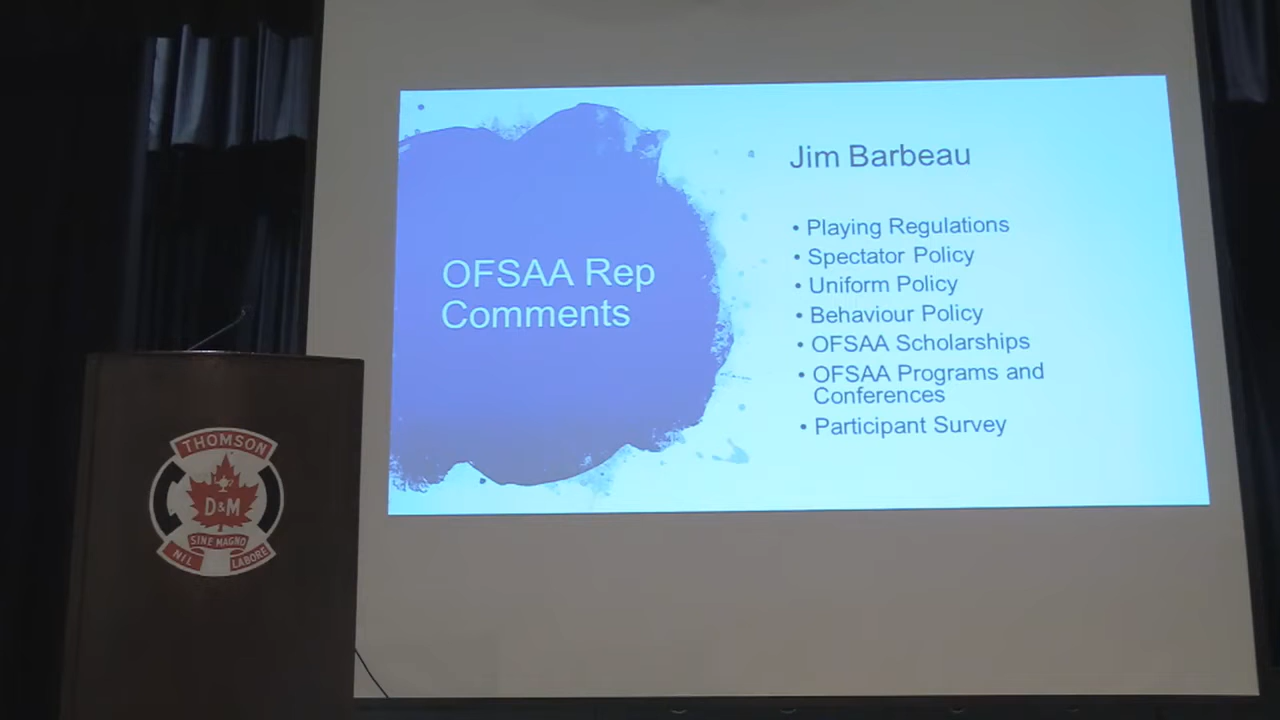 OFSAA Rep
Comments
Jim Barbeau
• Playing Regulations
• Spectator Policy
• Uniform Policy
• Behaviour Policy
• OFSAA Scholarships
• OFSAA Programs and
Conferences
• Participant Survey
THOMSON
D&M
SINE MAGNO
NIL LABORE